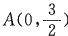 A(0, 3/2)